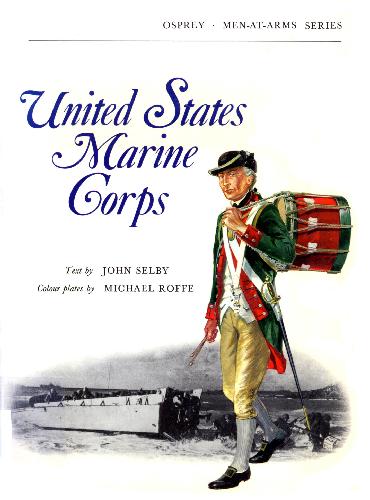 OSPREY · MEN-AT-ARMS SERIES
United States
Marine
Corps
Text by JOHN SELBY
Colour plates by MICHAEL ROFFE